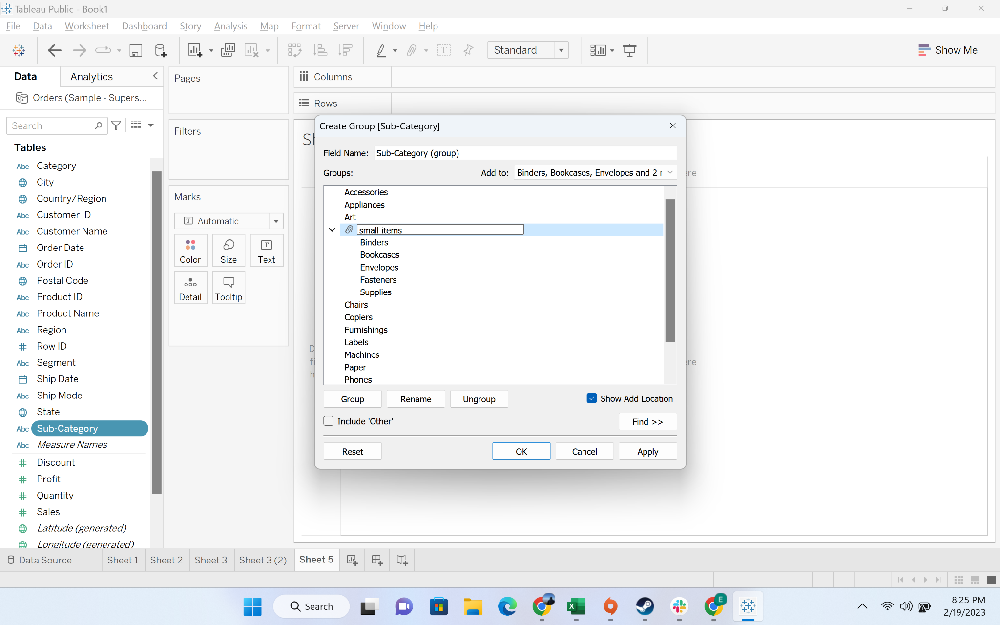 Tableau Public - Book1
File Data Worksheet Dashboard Story Analysis Map Format Server Window Help
Standard
Show Me
Data Analytics
Orders (Sample - Supers...
Search
Tables
Abc Category
City
Country/Region
Abc Customer ID
Abc Customer Name
Order Date
Abc Order ID
Postal Code
Abc Product ID
Abc Product Name
Abc Region
# Row ID
Abc Segment
Ship Date
Abc Ship Mode
State
Abc Sub-Category
Abc Measure Names
# Discount
# Profit
# Quantity
# Sales
Latitude (generated)
Longitude (generated)
Pages
Filters
Marks
T Automatic
Color
Size
T Text
Detail
Tooltip
Columns
Rows
Sh
Create Group [Sub-Category]
Field Name: Sub-Category (group)
Groups:
Add to: Binders, Bookcases, Envelopes and 2 r
Accessories
Appliances
Art
small items
Binders
Bookcases
Envelopes
Fasteners
Supplies
Chairs
Copiers
Furnishings
Labels
Machines
Paper
Phones
Group Rename Ungroup
Show Add Location
Include 'Other'
Find >>
Reset OK Cancel Apply
Data Source Sheet 1 Sheet 2 Sheet 3 Sheet 3 (2) Sheet 5
Search
8:25 PM
2/19/2023